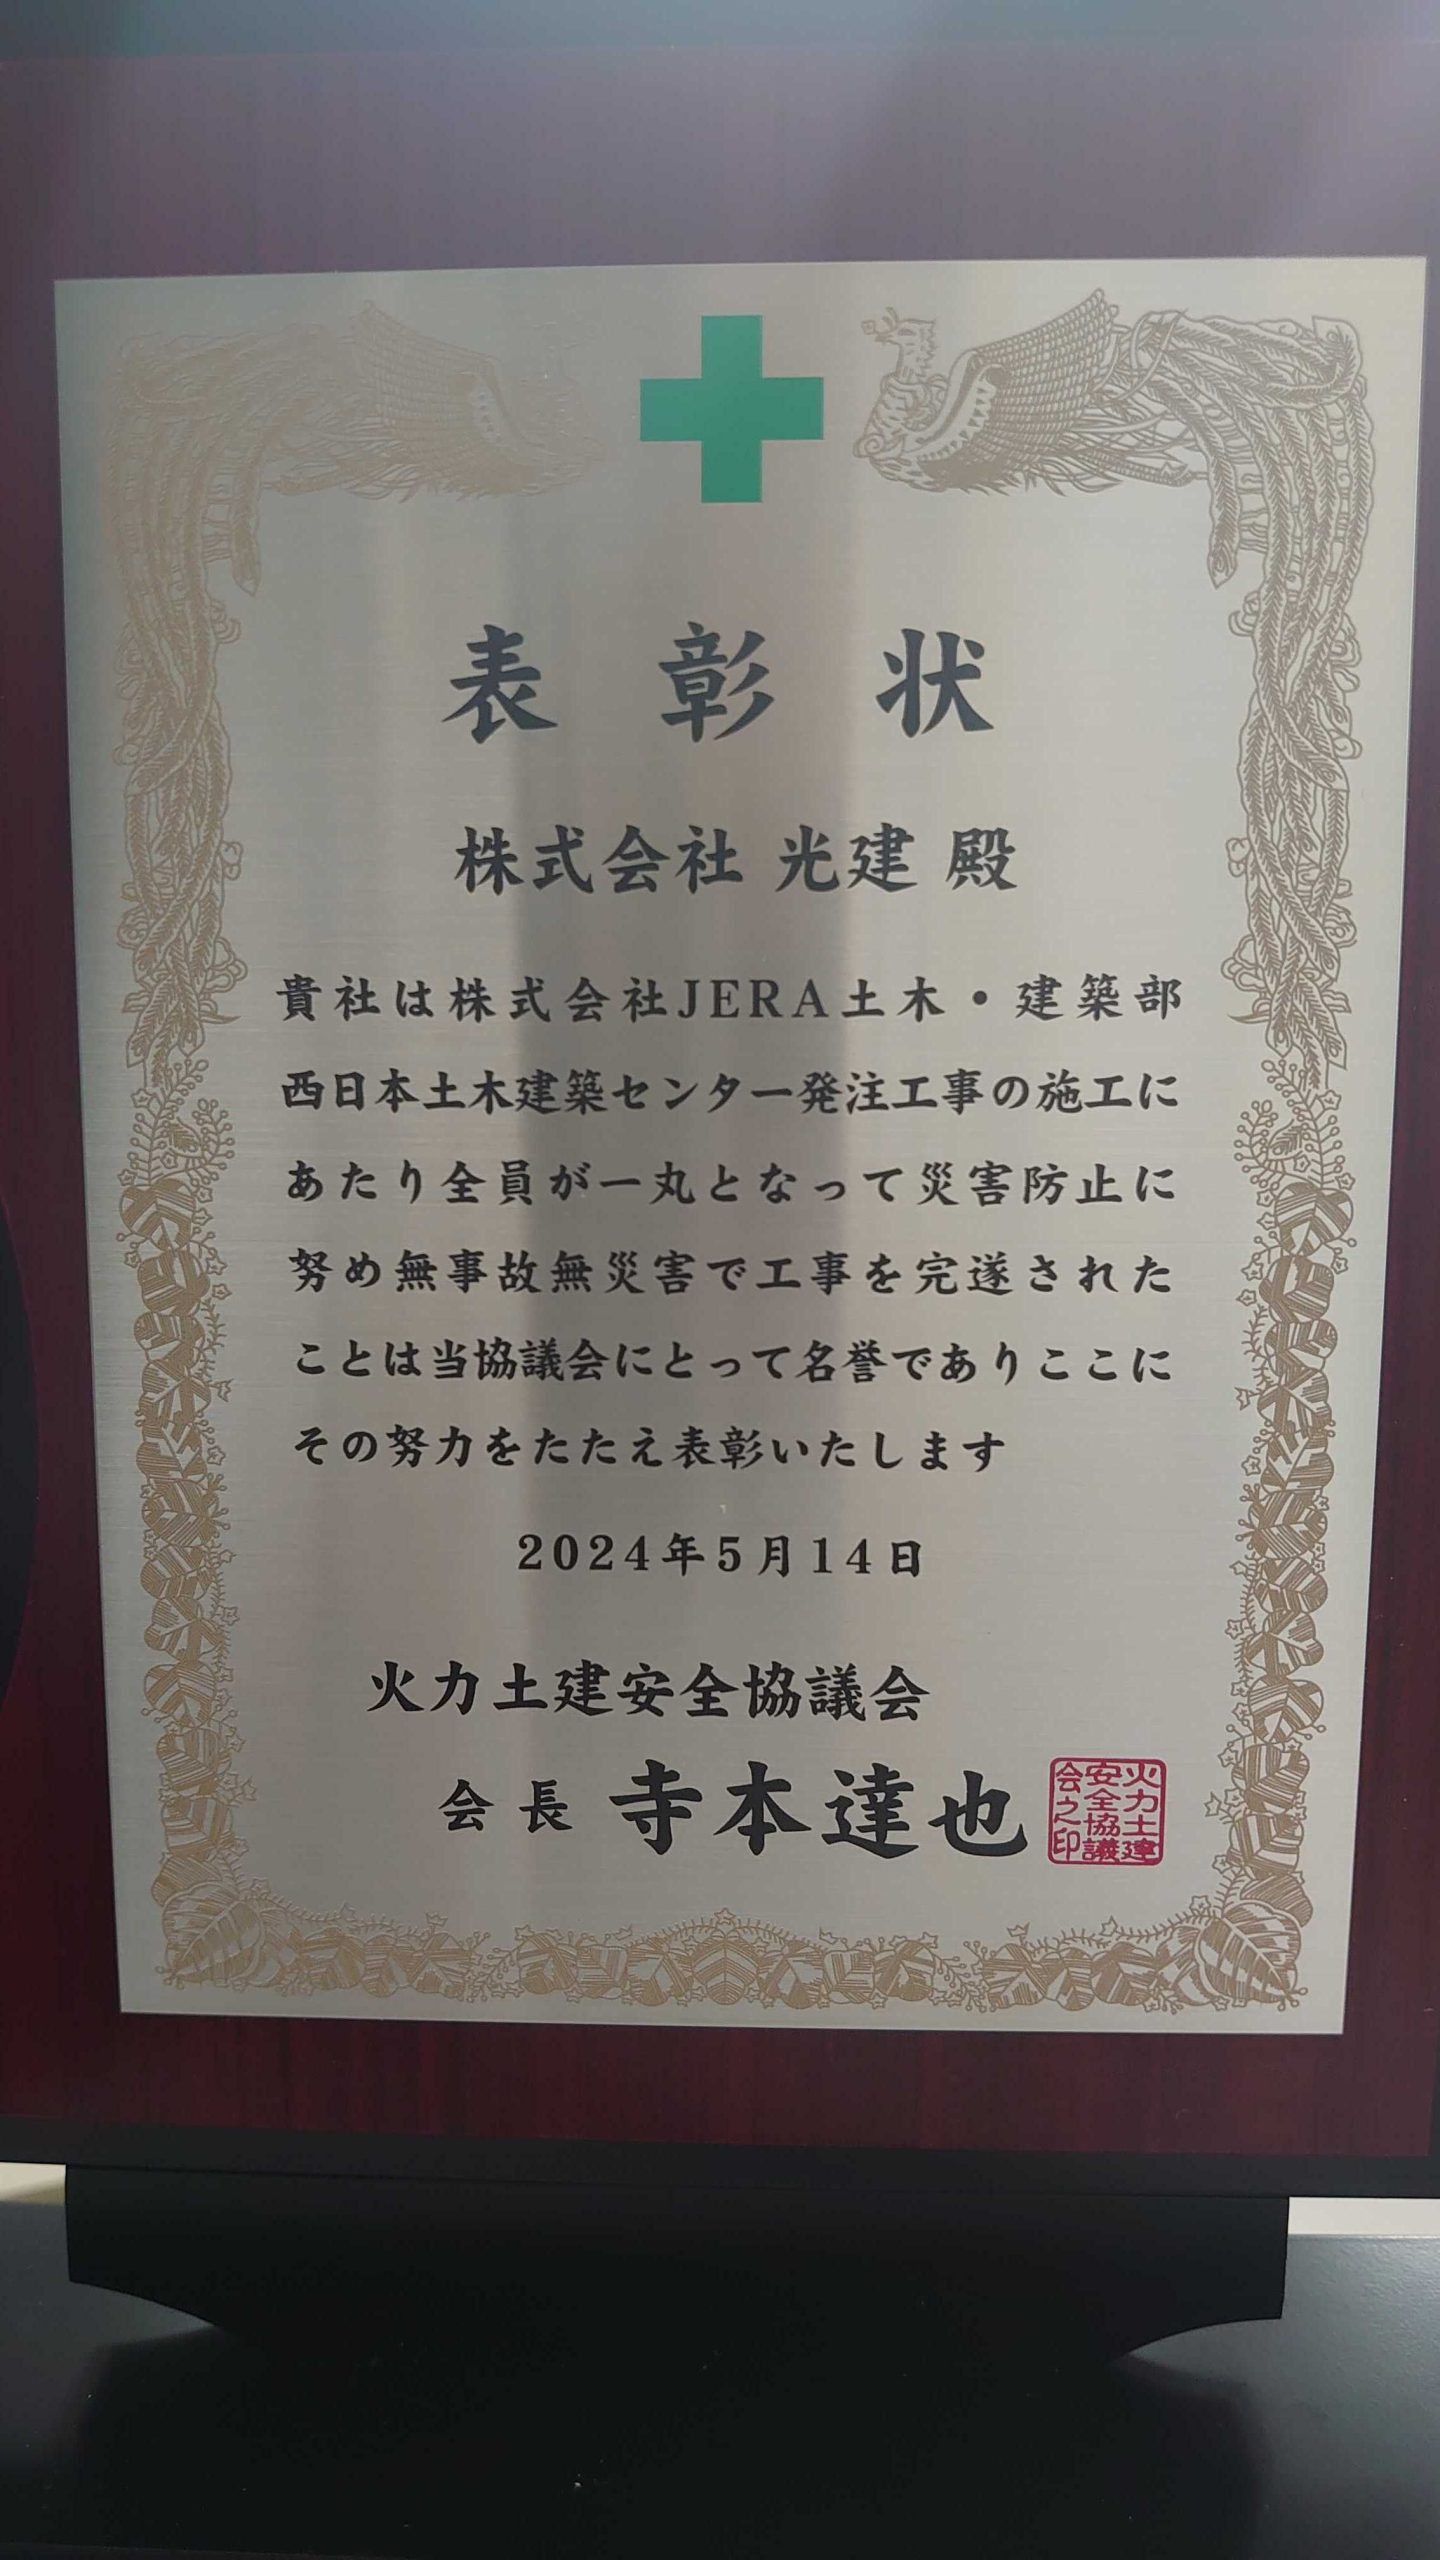 表彰状
株式会社 光建 殿
貴社は株式会社JERA土木・建築部
西日本土木建築センター発注工事の施工に
あたり全員が一丸となって災害防止に
努め無事故無災害で工事を完遂された
ことは当協議会にとって名誉でありここに
その努力をたたえ表彰いたします
2024年5月14日
火力土建安全協議会
会長 寺本達也
火力土建
安全協議
会之印